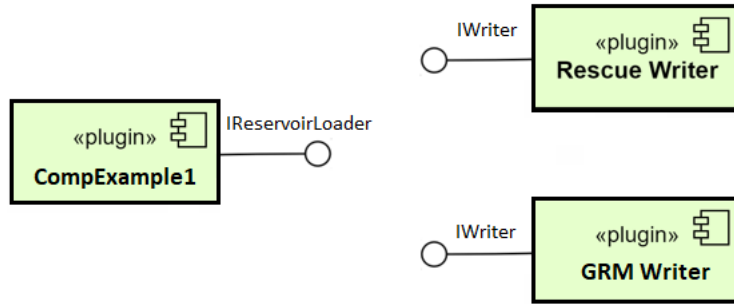 IWriter
«plugin»
Rescue Writer
«plugin»
IReservoirLoader
CompExample1
IWriter
«plugin»
GRM Writer